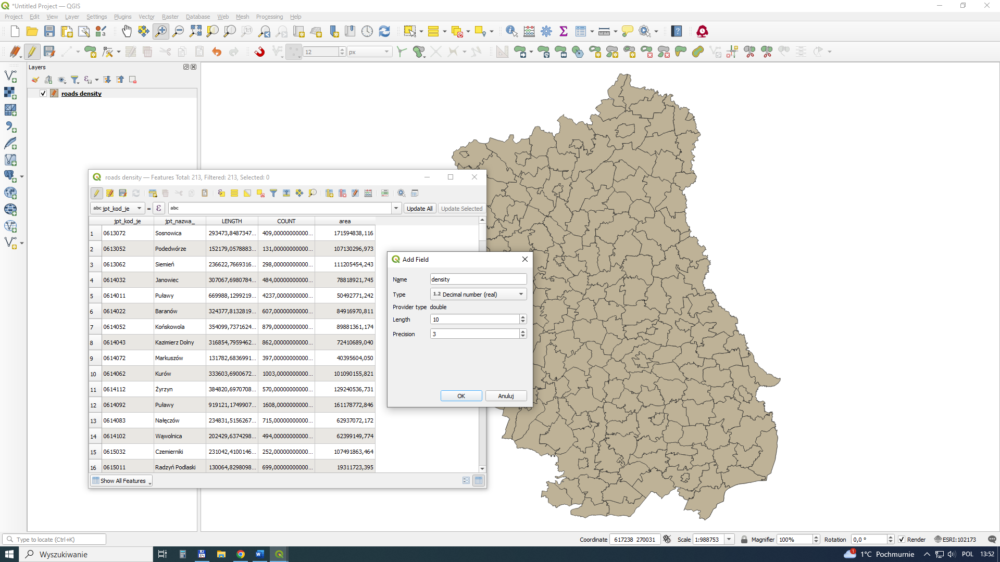 *Untitled Project — QGIS
Project Edit View Layer Settings Plugins Vector Raster Database Web Mesh Processing Help
12 px
Layers
roads density
roads density — Features Total: 213, Filtered: 213, Selected: 0
abc jpt_kod_je = ε abc Update All Update Selected
jpt_kod_je jpt_nazwa_ LENGTH COUNT area
1 0613072 Sosnowica 293473,8487347... 409,00000000000... 171594838,116
2 0613052 Podedwórze 152179,0578883... 131,00000000000... 107130296,973
3 0613062 Siemień 236622,7669316... 298,00000000000... 111205454,243
4 0614032 Janowiec 307067,6980784... 484,00000000000... 78818921,745
5 0614011 Puławy 669988,1299219... 4237,0000000000... 50492771,242
6 0614022 Baranów 324377,8132819... 607,00000000000... 84916970,811
7 0614052 Końskowola 354099,7371624... 879,00000000000... 89881361,174
8 0614043 Kazimierz Dolny 316854,7959462... 862,00000000000... 72410689,040
9 0614072 Markuszów 131782,6836991... 397,00000000000... 40395604,050
10 0614062 Kurów 333603,6900672... 1003,0000000000... 101090155,821
11 0614112 Żyrzyn 384820,6970708... 570,00000000000... 129240536,731
12 0614092 Puławy 919121,1749907... 1608,0000000000... 161178772,846
13 0614083 Nałęczów 234831,5156267... 715,00000000000... 62937072,172
14 0614102 Wąwolnica 202429,6374298... 494,00000000000... 62399149,774
15 0615032 Czemierniki 231042,4100146... 252,00000000000... 107491863,464
16 0615011 Radzyń Podlaski 130064,8298098... 699,00000000000... 19311723,395
Show All Features
Add Field
Name density
Type 1.2 Decimal number (real)
Provider type double
Length 10
Precision 3
OK Anuluj
Type to locate (Ctrl+K)
Coordinate 617238 270031 Scale 1:988753 Magnifier 100% Rotation 0,0 ° Render ESRI:102173
Wyszukiwanie
1 1°C Pochmurnie POL 13:52